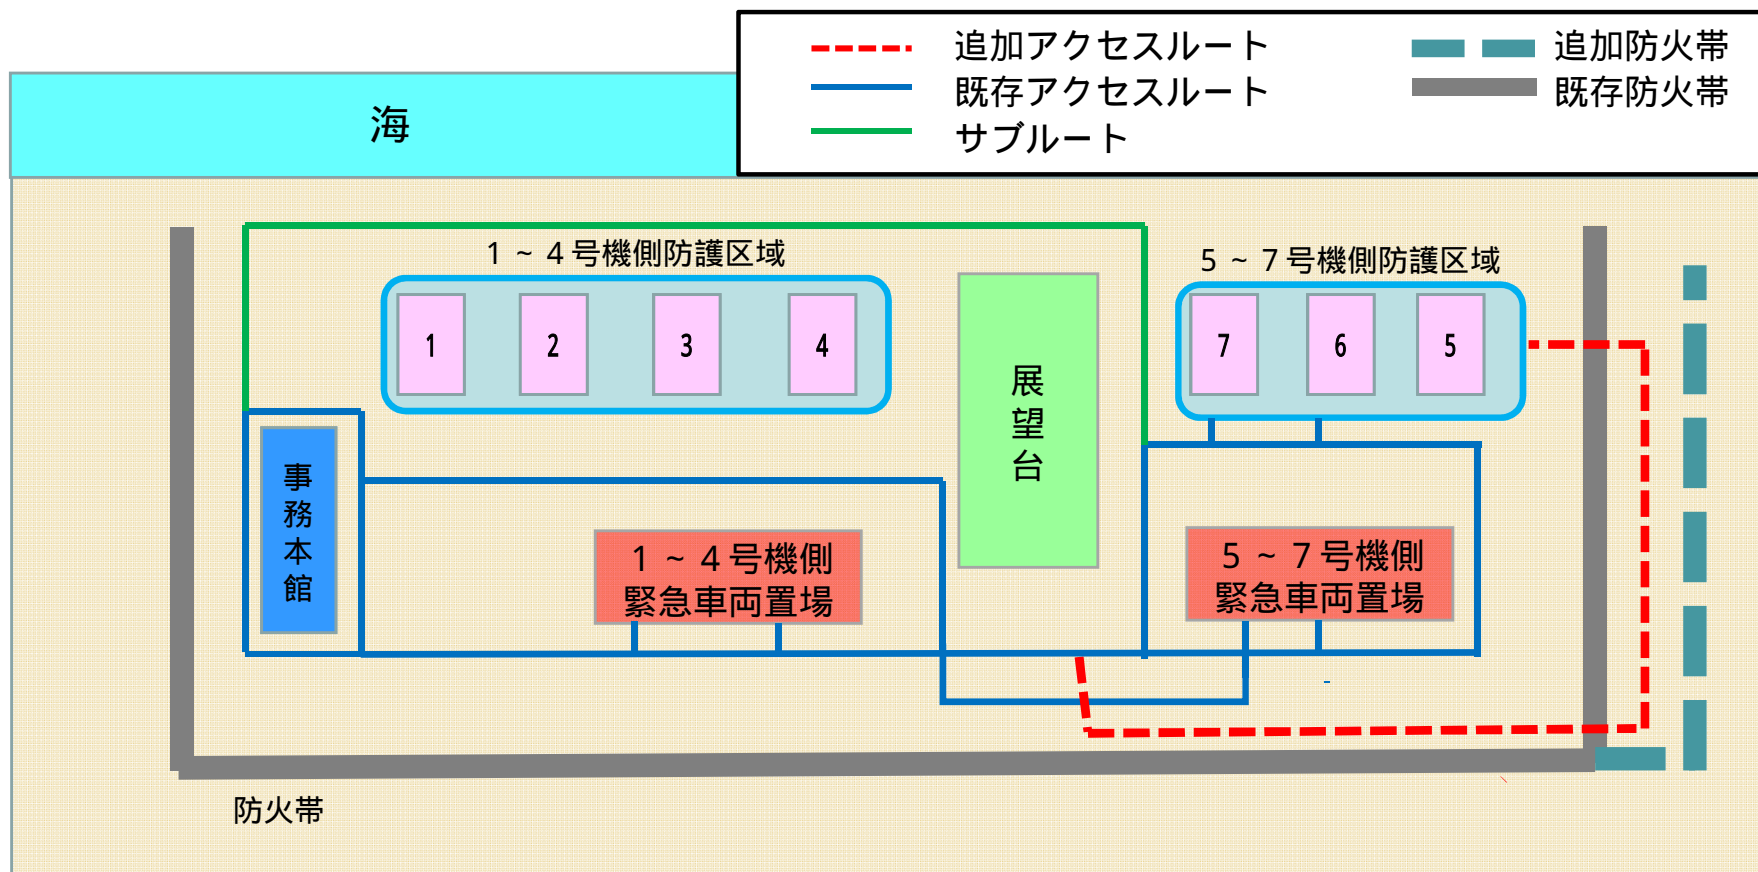 追加アクセスルート
既存アクセスルート
サブルート
追加防火帯
既存防火帯
海
1 ~ 4号機側防護区域
5 ~ 7号機側防護区域
1
2
3
4
7
6
5
展望台
事務本館
1 ~ 4号機側
緊急車両置場
5 ~ 7号機側
緊急車両置場
防火帯